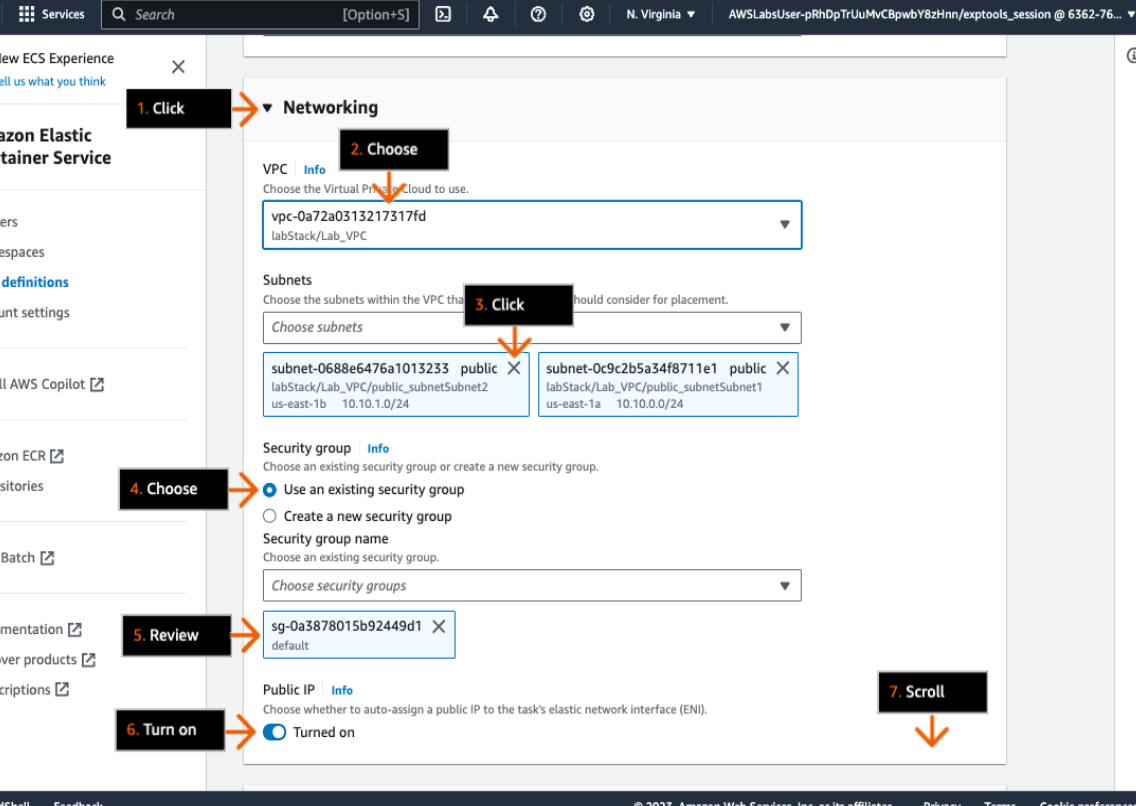 Services
Search
[Option+S]
N. Virginia
AWSLabsUser-pRhDpTrUuMvCBpwbY8zHnn/exptools_session @ 6362-76...
ew ECS Experience
ell us what you think
azon Elastic
tainer Service
ers
espaces
definitions
unt settings
ll AWS Copilot
zon ECR
sitories
Batch
mentation
over products
criptions
1. Click
Networking
2. Choose
VPC Info
Choose the Virtual Private Cloud to use.
vpc-0a72a0313217317fd
labStack/Lab_VPC
Subnets
Choose the subnets within the VPC tha
hould consider for placement.
3. Click
Choose subnets
subnet-0688e6476a1013233 public
labStack/Lab_VPC/public_subnetSubnet2
us-east-1b 10.10.1.0/24
subnet-0c9c2b5a34f8711e1 public
labStack/Lab_VPC/public_subnetSubnet1
us-east-1a 10.10.0.0/24
Security group Info
Choose an existing security group or create a new security group.
4. Choose
Use an existing security group
Create a new security group
Security group name
Choose an existing security group.
Choose security groups
5. Review
sg-0a3878015b92449d1
default
Public IP Info
Choose whether to auto-assign a public IP to the task's elastic network interface (ENI).
6. Turn on
Turned on
7. Scroll
dShell
Feedback
© 2023, Amazon Web Services, Inc. or its affiliates.
Privacy
Terms
Cookie preference